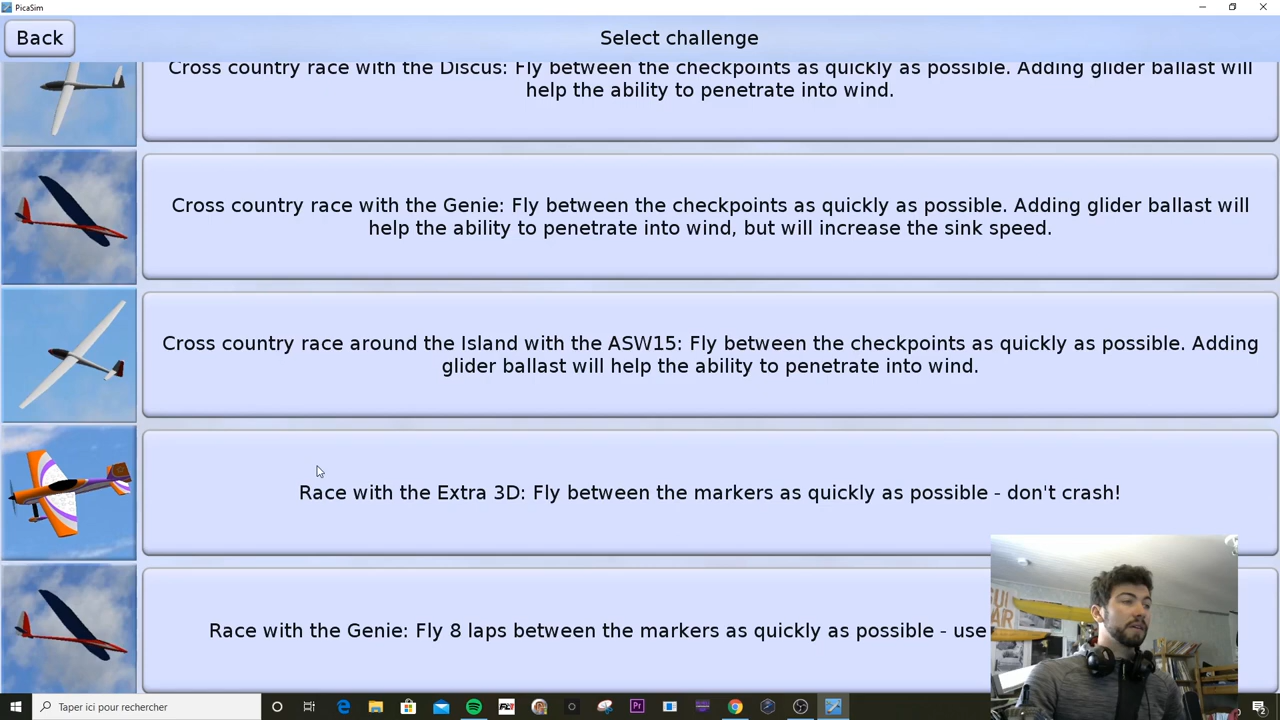 PicaSim
Back
Select challenge
Cross country race with the Discus: Fly between the checkpoints as quickly as possible. Adding glider ballast will
help the ability to penetrate into wind.
Cross country race with the Genie: Fly between the checkpoints as quickly as possible. Adding glider ballast will
help the ability to penetrate into wind, but will increase the sink speed.
Cross country race around the Island with the ASW15: Fly between the checkpoints as quickly as possible. Adding
glider ballast will help the ability to penetrate into wind.
Race with the Extra 3D: Fly between the markers as quickly as possible - don't crash!
Race with the Genie: Fly 8 laps between the markers as quickly as possible - use
Taper ici pour rechercher
Pr